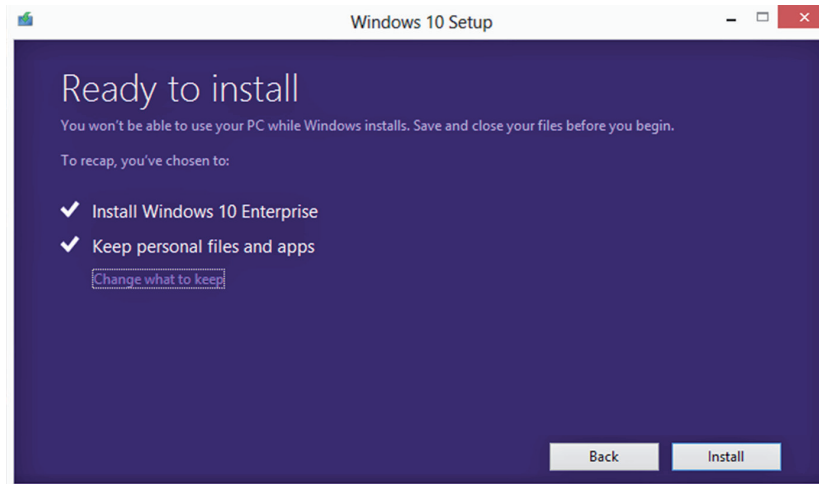 Windows 10 Setup
Ready to install
You won't be able to use your PC while Windows installs. Save and close your files before you begin.
To recap, you've chosen to:
Install Windows 10 Enterprise
Keep personal files and apps
Change what to keep
Back
Install